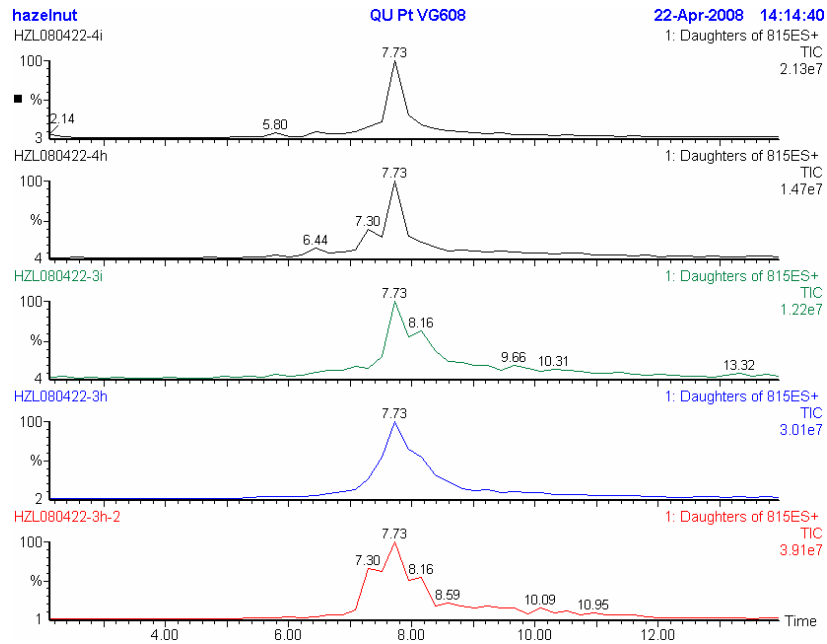 hazelnut QU Pt VG608 22-Apr-2008 14:14:40
HZL080422-4i 1: Daughters of 815ES+
7.73 TIC
100 2.13e7
%
2.14 5.80
3
HZL080422-4h 1: Daughters of 815ES+
7.73 TIC
100 1.47e7
%
7.30
6.44
4
HZL080422-3i 1: Daughters of 815ES+
7.73 TIC
100 1.22e7
8.16
%
9.66 10.31 13.32
4
HZL080422-3h 1: Daughters of 815ES+
7.73 TIC
100 3.01e7
%
2
HZL080422-3h-2 1: Daughters of 815ES+
7.73 TIC
100 3.91e7
7.30 8.16
%
8.59 10.09 10.95
1 Time
4.00 6.00 8.00 10.00 12.00